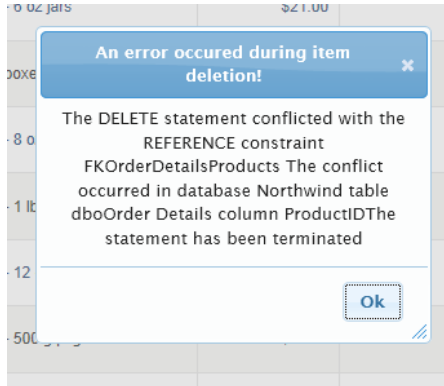 - 6 oz jars $21.00
An error occured during item
deletion!
boxe
The DELETE statement conflicted with the
REFERENCE constraint
- 8 o
FKOrderDetailsProducts The conflict
occurred in database Northwind table
- 1 lb
dboOrder Details column ProductIDThe
statement has been terminated
- 12
Ok
- 500